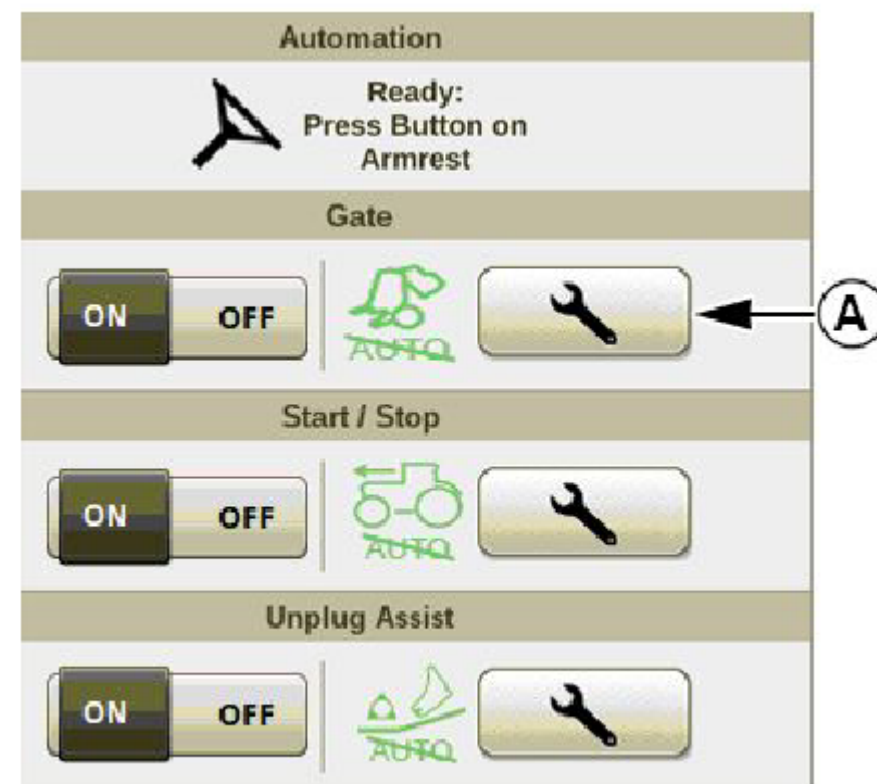 Automation
Ready:
Press Button on
Armrest
Gate
ON OFF
AUTO
A
Start / Stop
ON OFF
AUTO
Unplug Assist
ON OFF
AUTO